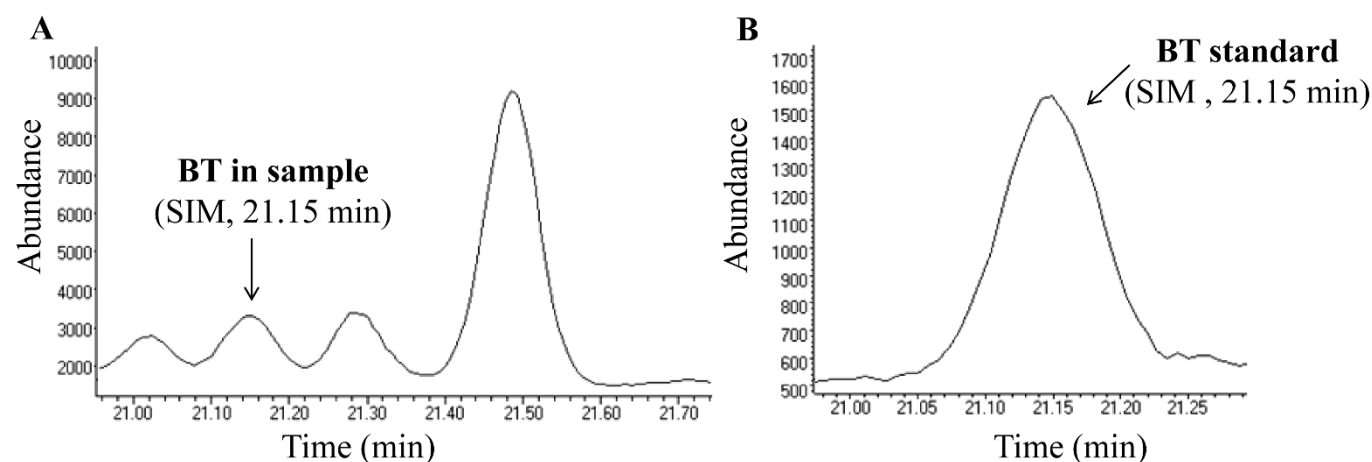 A
Abundance
10000
9000
8000
7000
6000
5000
4000
3000
2000
BT in sample
(SIM, 21.15 min)
21.00 21.10 21.20 21.30 21.40 21.50 21.60 21.70
Time (min)
B
Abundance
1700
1600
1500
1400
1300
1200
1100
1000
900
800
700
600
500
BT standard
(SIM , 21.15 min)
21.00 21.05 21.10 21.15 21.20 21.25
Time (min)